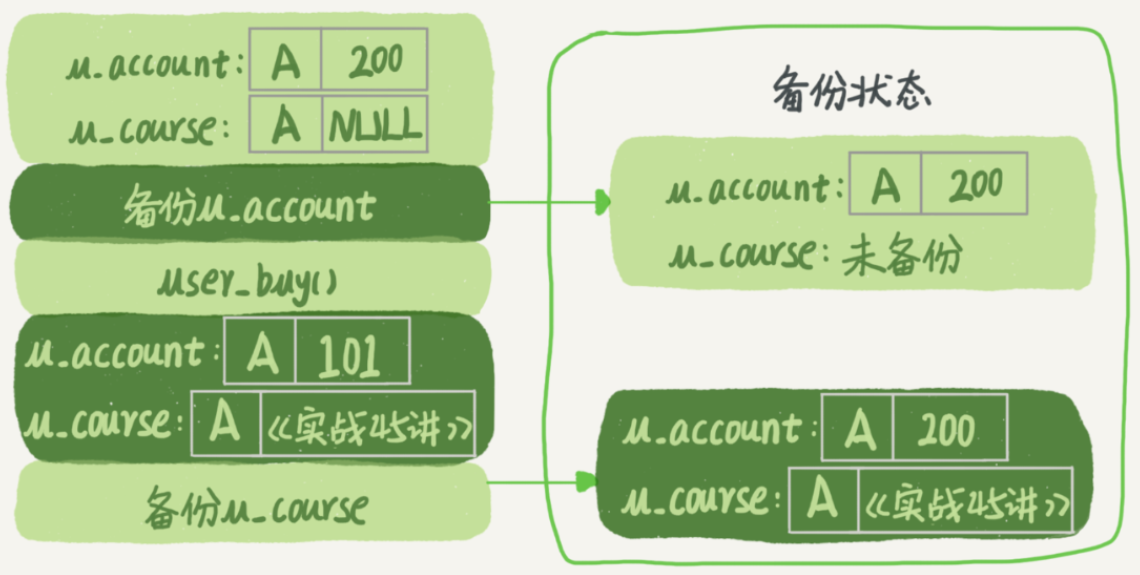 u_account: A 200
u_course: A NULL
备份u_account
user_buy()
u_account: A 101
u_course: A 《实战45讲》
备份u_course
备份状态
u_account: A 200
u_course: 未备份
u_account: A 200
u_course: A 《实战45讲》